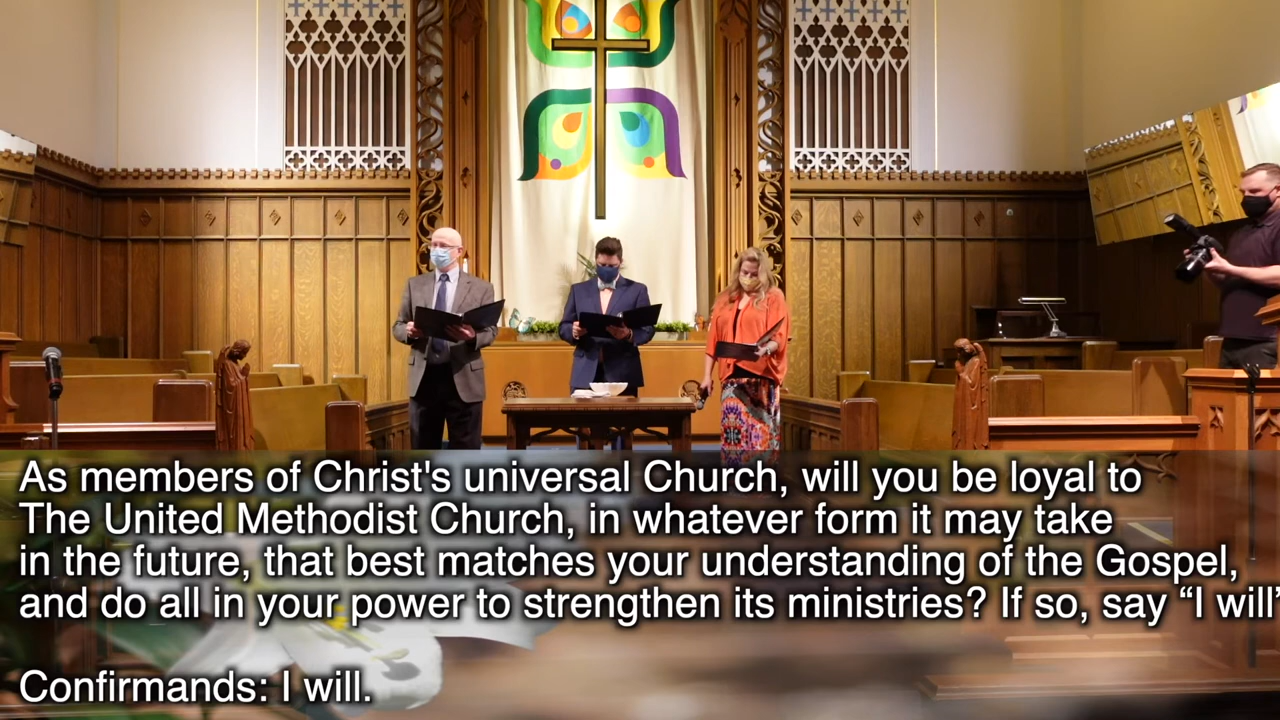 As members of Christ's universal Church, will you be loyal to
The United Methodist Church, in whatever form it may take
in the future, that best matches your understanding of the Gospel,
and do all in your power to strengthen its ministries? If so, say “I will”
Confirmands: I will.